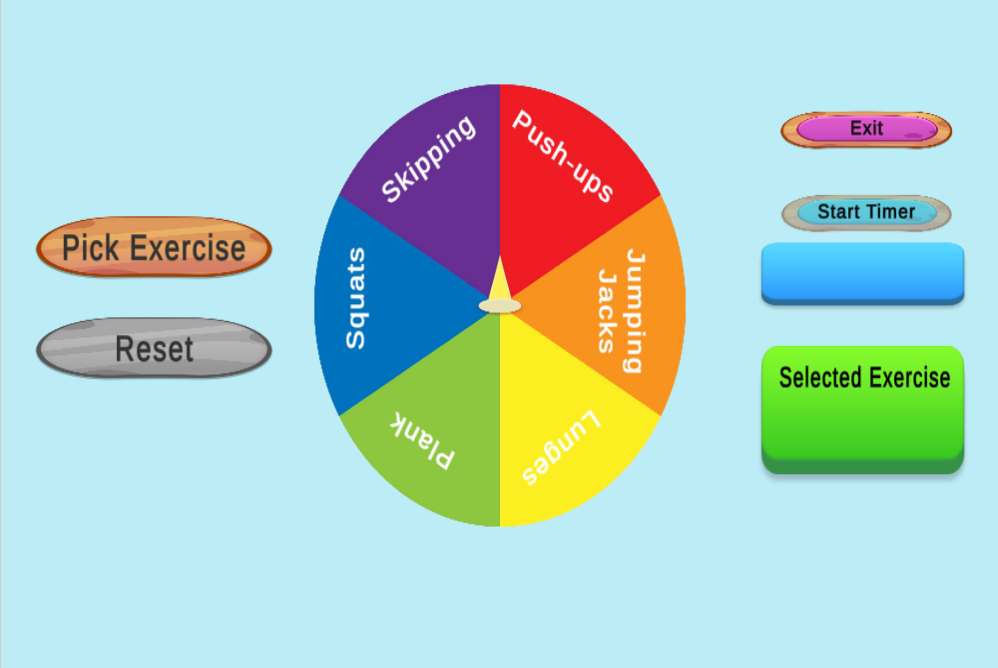 Pick Exercise
Reset
Skipping
Push-ups
Jumping
Jacks
Lunges
Plank
Squats
Exit
Start Timer
Selected Exercise